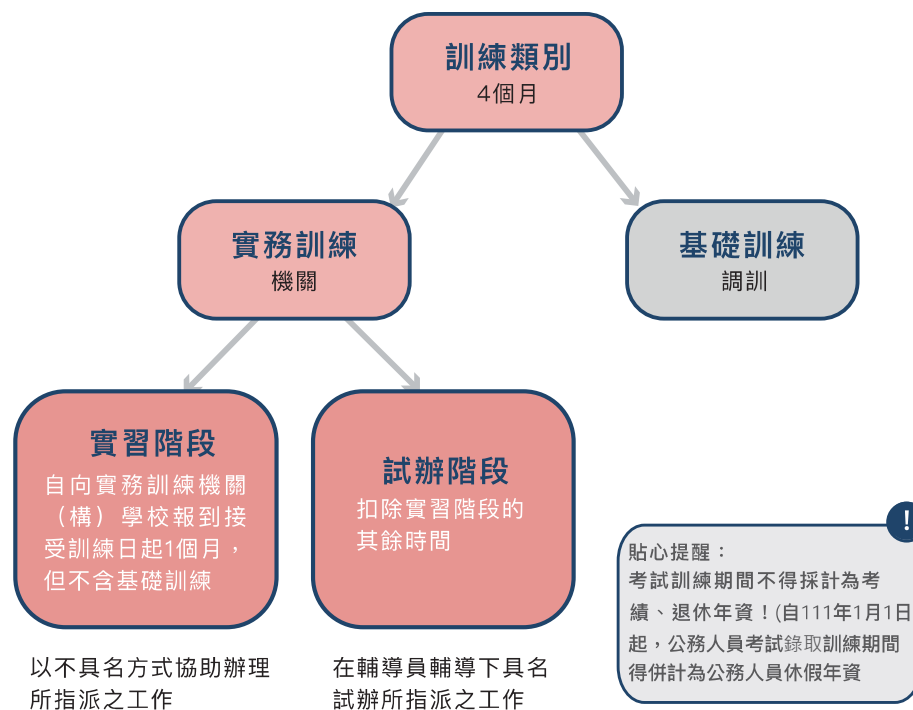 訓練類別
4個月
實務訓練
機關
基礎訓練
調訓
實習階段
自向實務訓練機關
（構）學校報到接
受訓練日起1個月，
但不含基礎訓練
試辦階段
扣除實習階段的
其餘時間
以不具名方式協助辦理
所指派之工作
在輔導員輔導下具名
試辦所指派之工作
!
貼心提醒：
考試訓練期間不得採計為考
績、退休年資！(自111年1月1日
起，公務人員考試錄取訓練期間
得併計為公務人員休假年資